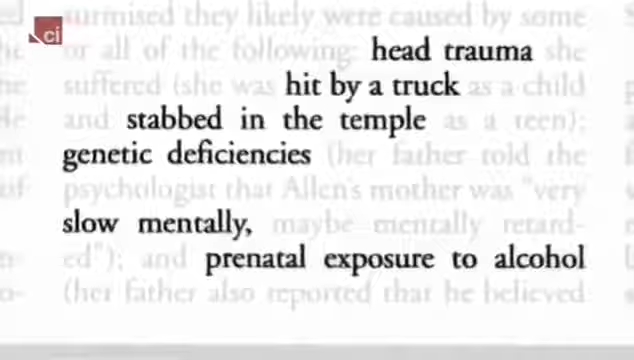 surmised they likely were caused by some
ci
or all of the following: head trauma she
suffered (she was hit by a truck as a child
and stabbed in the temple as a teen);
genetic deficiencies (her father told the
psychologist that Allen's mother was "very
slow mentally, maybe mentally retard-
ed"); and prenatal exposure to alcohol
(her father also reported that he believed